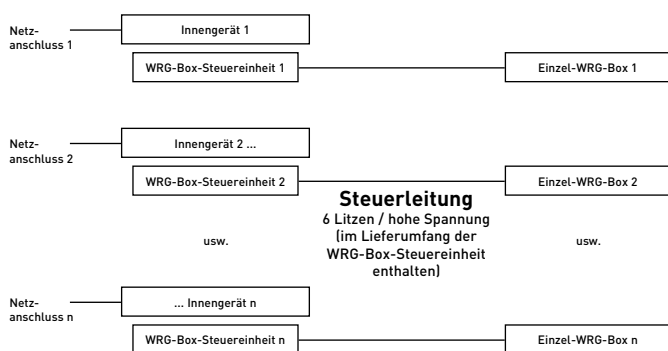 Netz-
anschluss 1
Innengerät 1
WRG-Box-Steuereinheit 1
Einzel-WRG-Box 1
Netz-
anschluss 2
Innengerät 2 ...
WRG-Box-Steuereinheit 2
Einzel-WRG-Box 2
Steuerleitung
6 Litzen / hohe Spannung
(im Lieferumfang der
WRG-Box-Steuereinheit
enthalten)
usw.
usw.
Netz-
anschluss n
... Innengerät n
WRG-Box-Steuereinheit n
Einzel-WRG-Box n